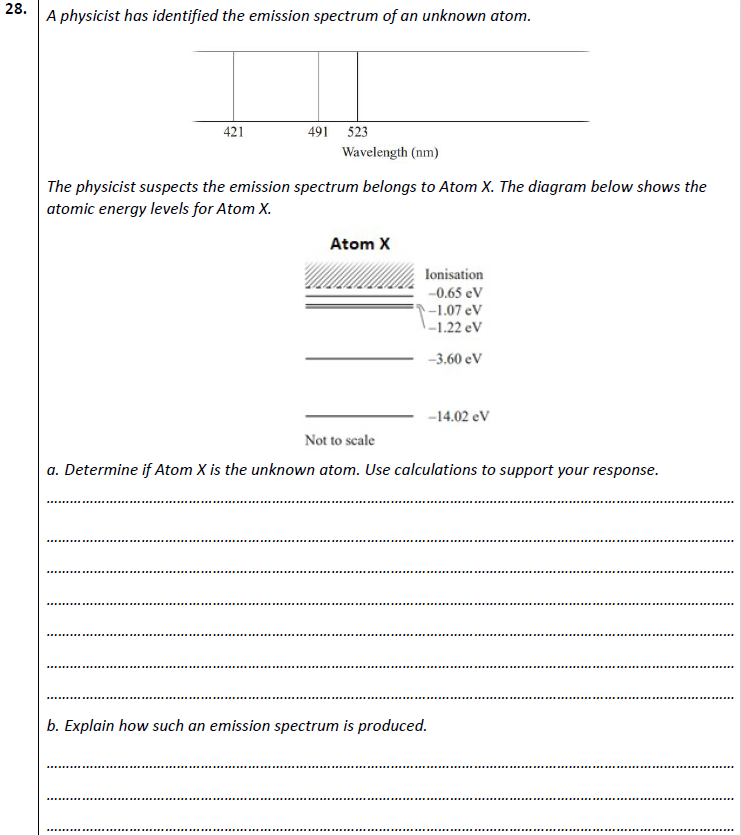 28.
A physicist has identified the emission spectrum of an unknown atom.
421 491 523
Wavelength (nm)
The physicist suspects the emission spectrum belongs to Atom X. The diagram below shows the
atomic energy levels for Atom X.
Atom X
Ionisation
–0.65 eV
–1.07 eV
–1.22 eV
–3.60 eV
–14.02 eV
Not to scale
a. Determine if Atom X is the unknown atom. Use calculations to support your response.
b. Explain how such an emission spectrum is produced.